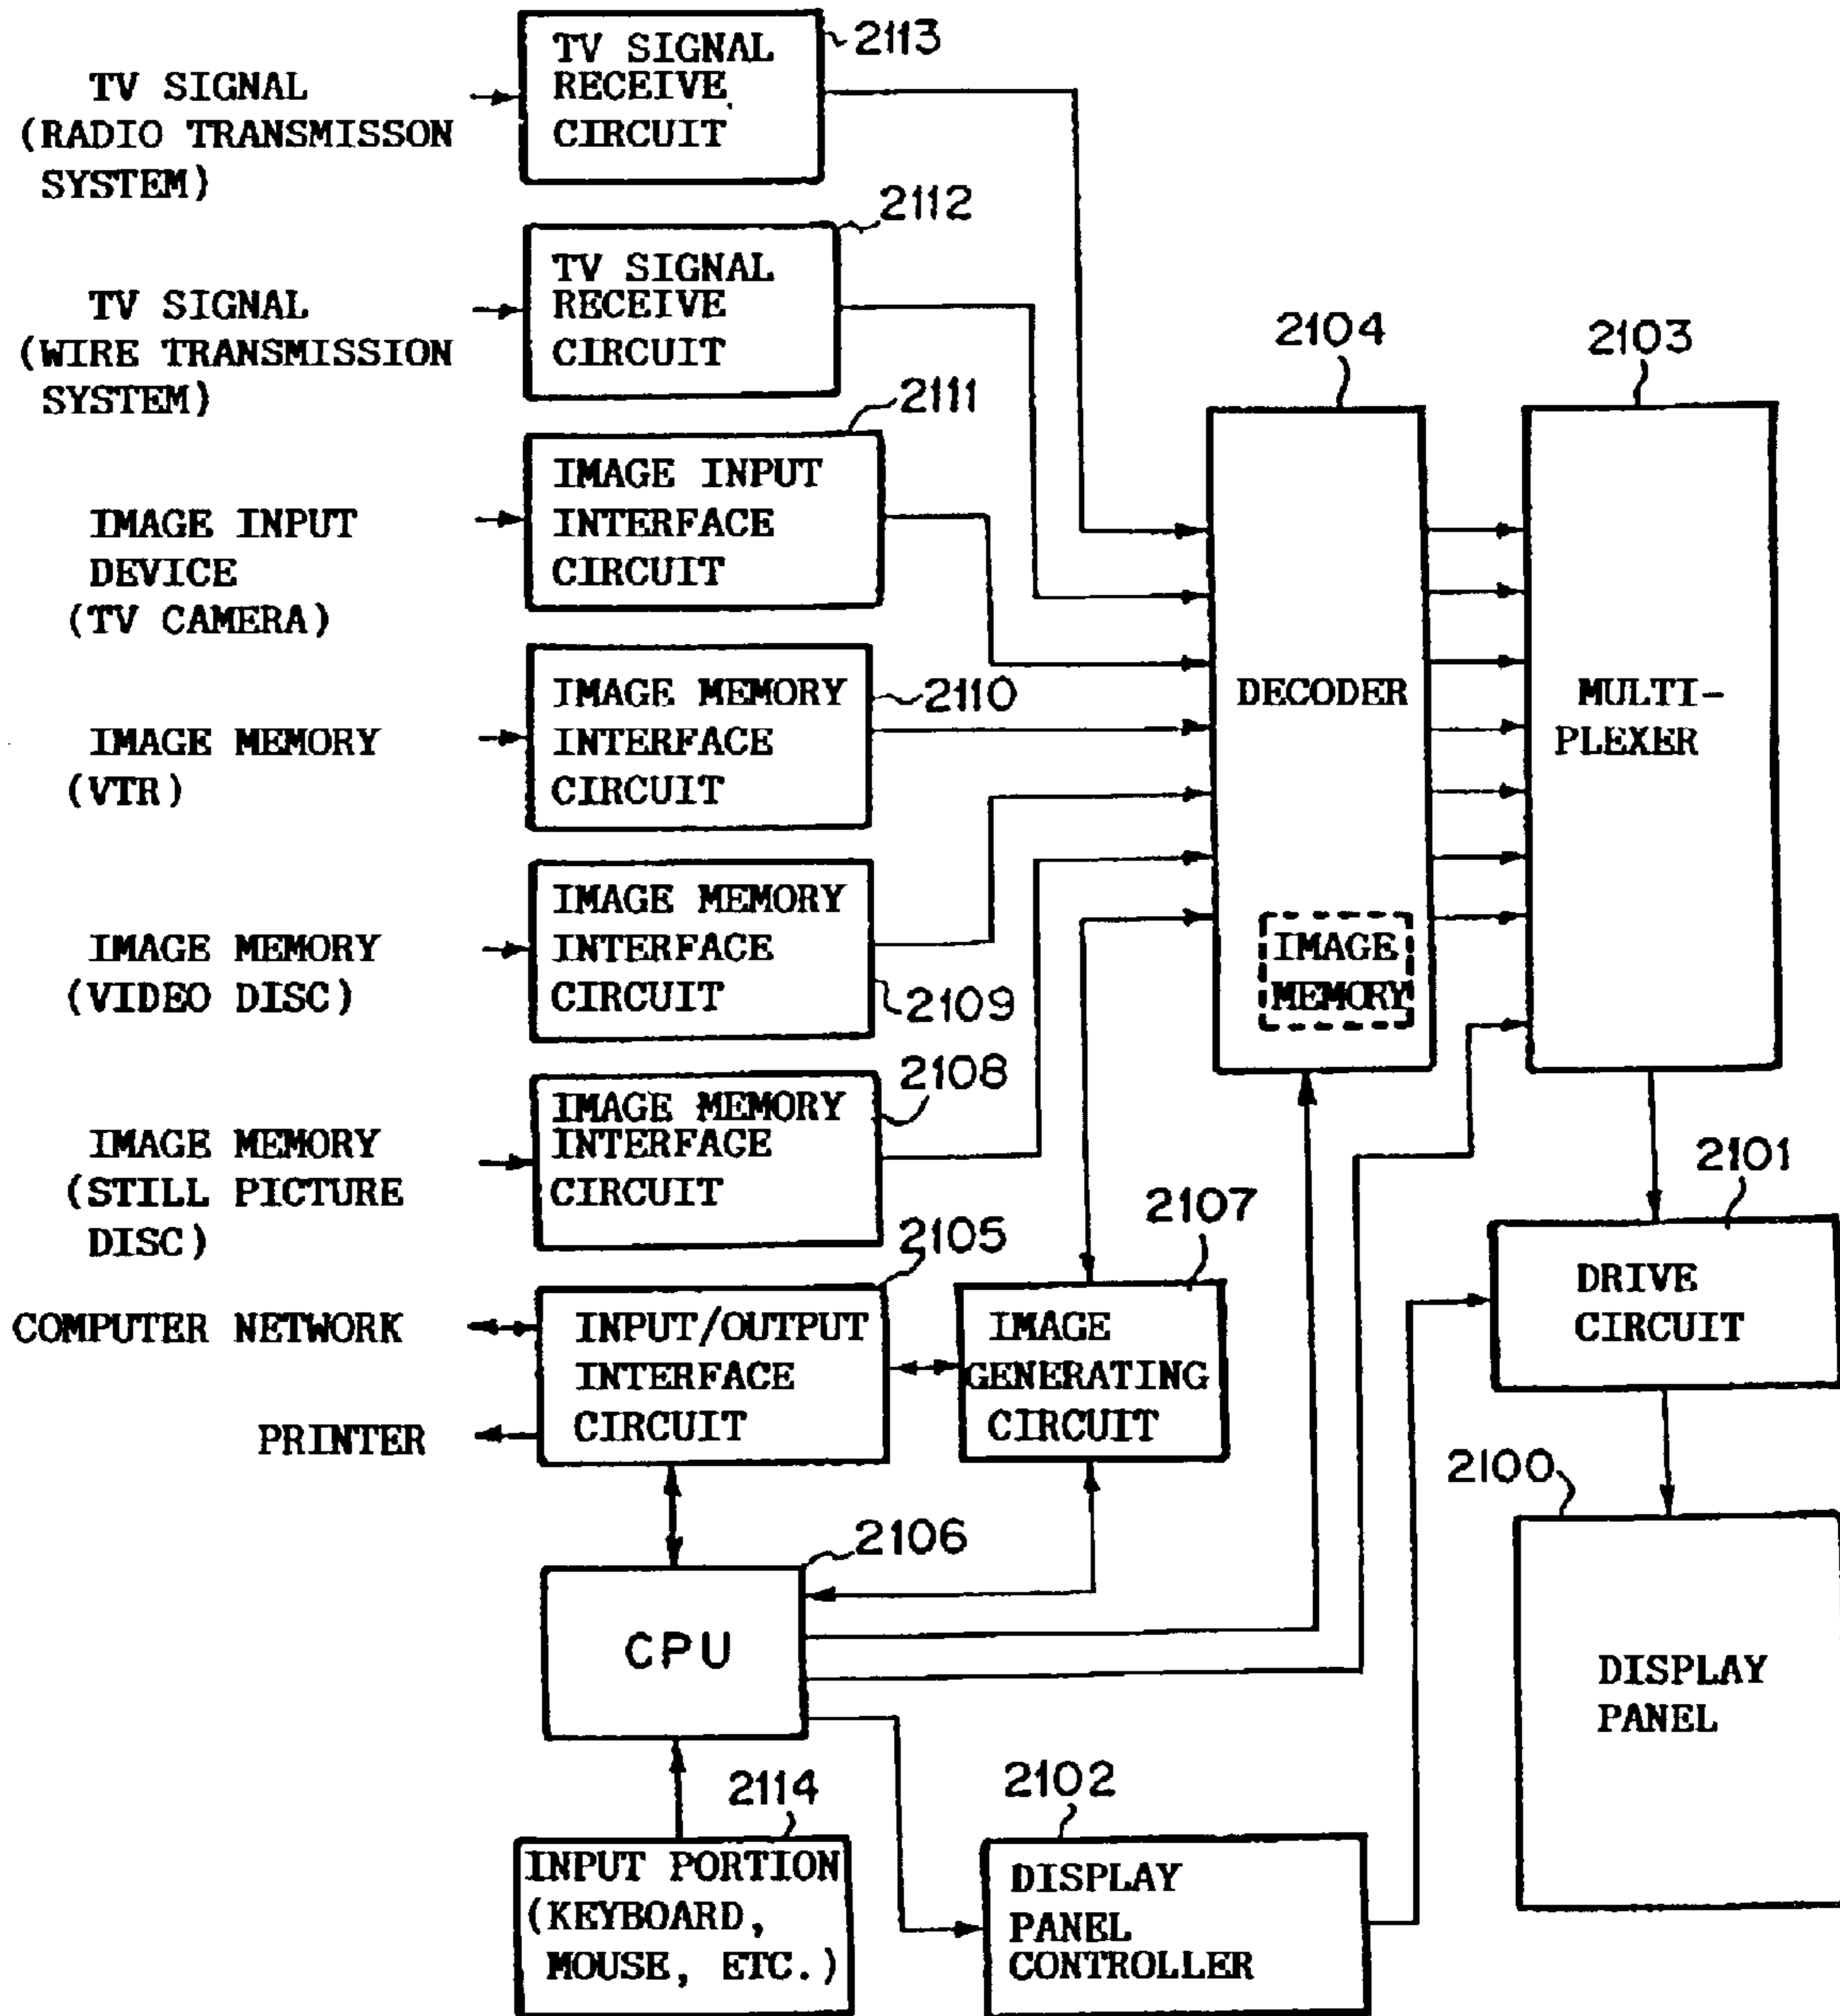 TV SIGNAL
(RADIO TRANSMISSON
SYSTEM)
TV SIGNAL
RECEIVE
CIRCUIT
2113
TV SIGNAL
(WIRE TRANSMISSION
SYSTEM)
TV SIGNAL
RECEIVE
CIRCUIT
2112
IMAGE INPUT
DEVICE
(TV CAMERA)
IMAGE INPUT
INTERFACE
CIRCUIT
2111
IMAGE MEMORY
(VTR)
IMAGE MEMORY
INTERFACE
CIRCUIT
2110
IMAGE MEMORY
(VIDEO DISC)
IMAGE MEMORY
INTERFACE
CIRCUIT
2109
IMAGE MEMORY
(STILL PICTURE
DISC)
IMAGE MEMORY
INTERFACE
CIRCUIT
2108
COMPUTER NETWORK
PRINTER
INPUT/OUTPUT
INTERFACE
CIRCUIT
2105
IMAGE
GENERATING
CIRCUIT
2107
CPU
2106
INPUT PORTION
(KEYBOARD,
MOUSE, ETC.)
2114
DISPLAY
PANEL
CONTROLLER
2102
2104
DECODER
IMAGE
MEMORY
2103
MULTI-
PLEXER
2101
DRIVE
CIRCUIT
2100
DISPLAY
PANEL